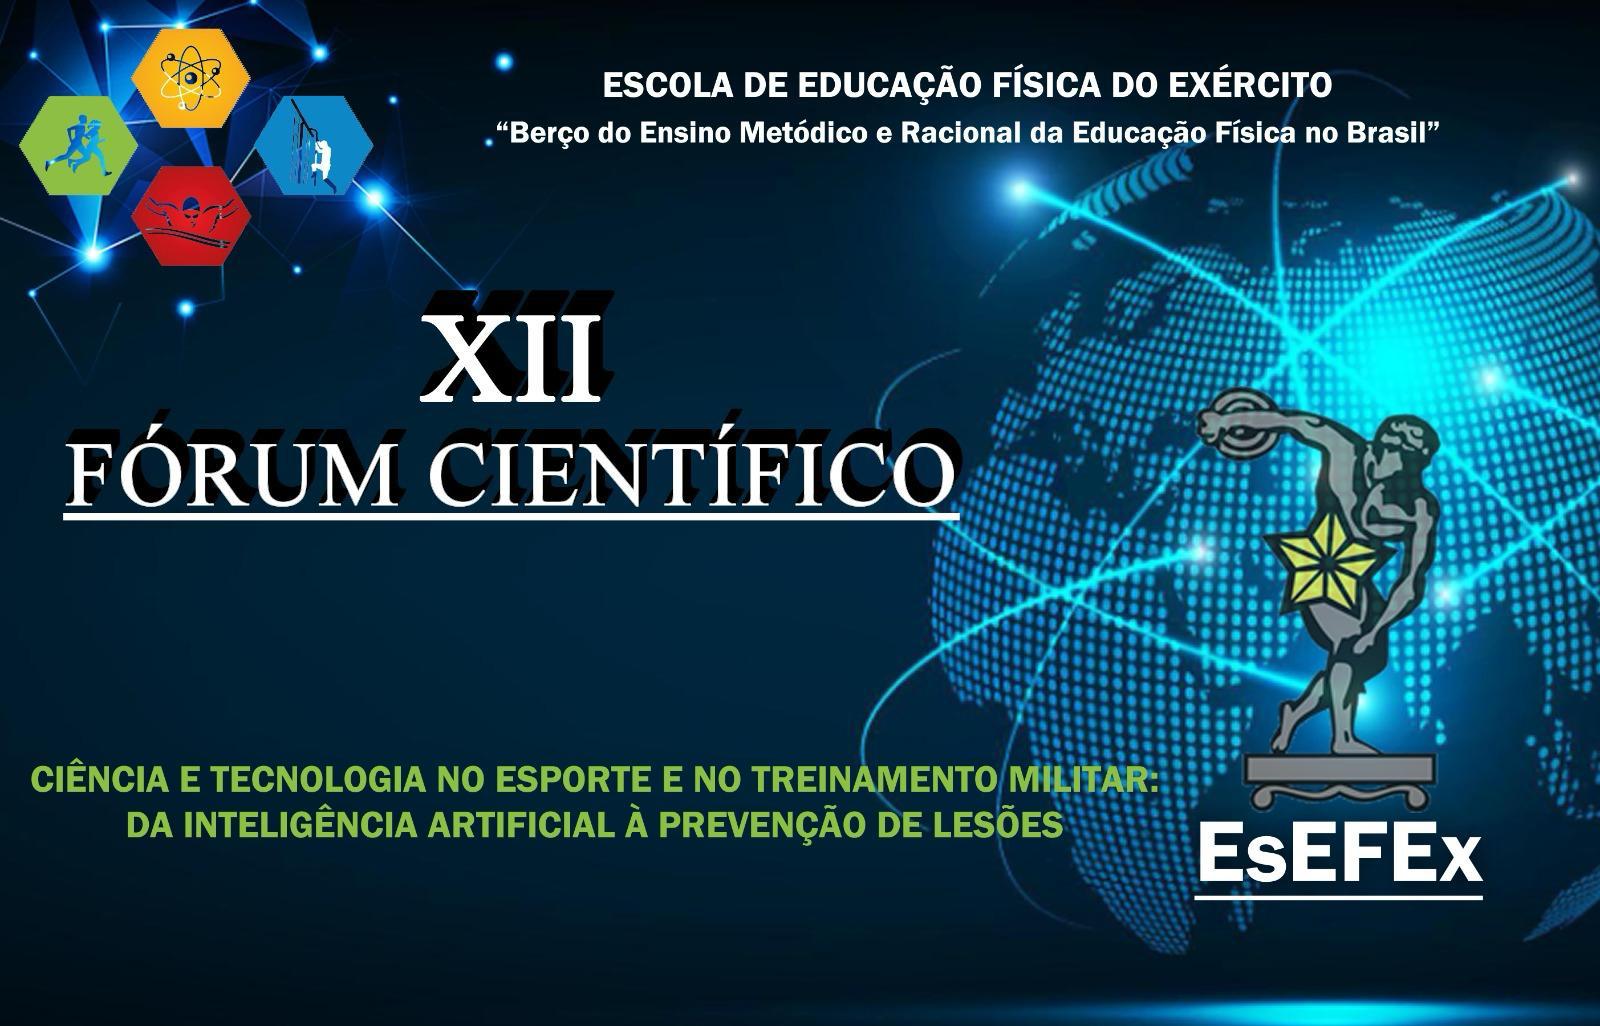 ESCOLA DE EDUCAÇÃO FÍSICA DO EXÉRCITO
“Berço do Ensino Metódico e Racional da Educação Física no Brasil”
XII
FÓRUM CIENTÍFICO
CIÊNCIA E TECNOLOGIA NO ESPORTE E NO TREINAMENTO MILITAR:
DA INTELIGÊNCIA ARTIFICIAL À PREVENÇÃO DE LESÕES
EsEFEx